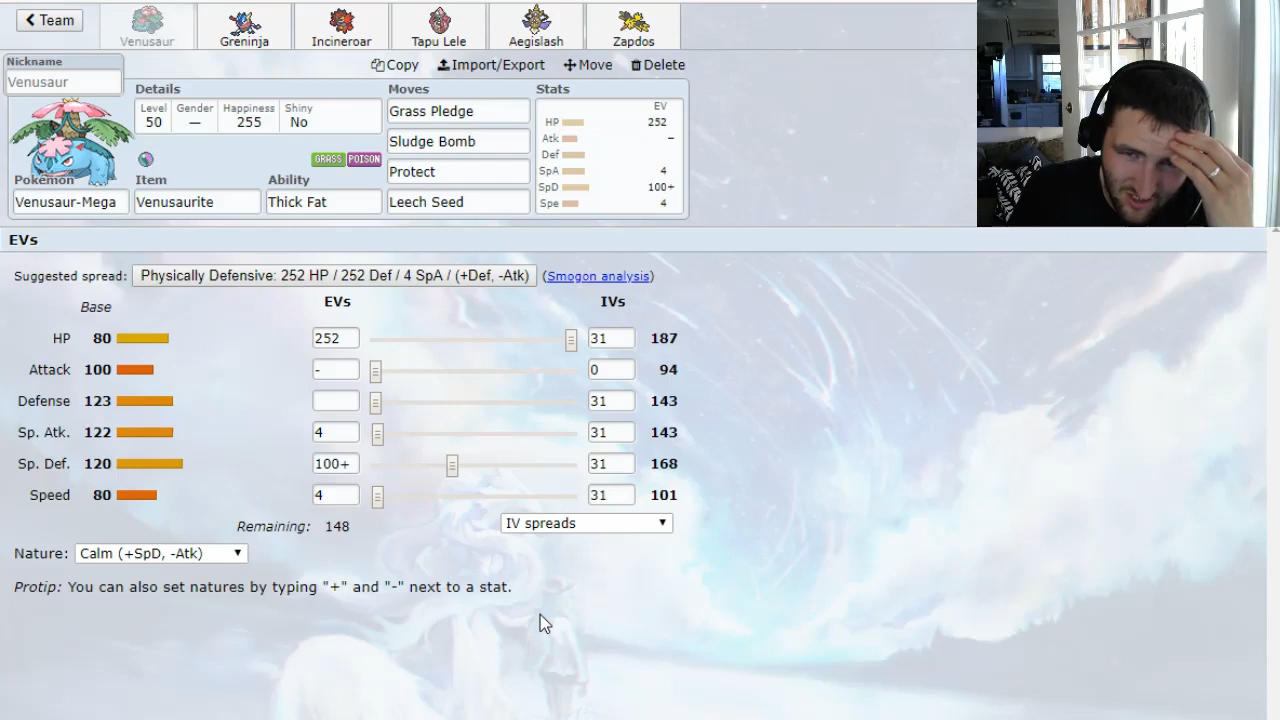 Team
Venusaur Greninja Incineroar Tapu Lele Aegislash Zapdos
Copy Import/Export Move Delete
Nickname
Venusaur
Details Moves Stats
Level Gender Happiness Shiny
50 — 255 No
GRASS POISON
Pokémon Item Ability
Venusaur-Mega Venusaurite Thick Fat
Grass Pledge
Sludge Bomb
Protect
Leech Seed
EV
HP 252
Atk –
Def
SpA 4
SpD 100+
Spe 4
EVs
Suggested spread: Physically Defensive: 252 HP / 252 Def / 4 SpA / (+Def, -Atk) (Smogon analysis)
Base EVs IVs
HP 80 252 31 187
Attack 100 - 0 94
Defense 123 31 143
Sp. Atk. 122 4 31 143
Sp. Def. 120 100+ 31 168
Speed 80 4 31 101
Remaining: 148 IV spreads
Nature: Calm (+SpD, -Atk)
Protip: You can also set natures by typing "+" and "-" next to a stat.